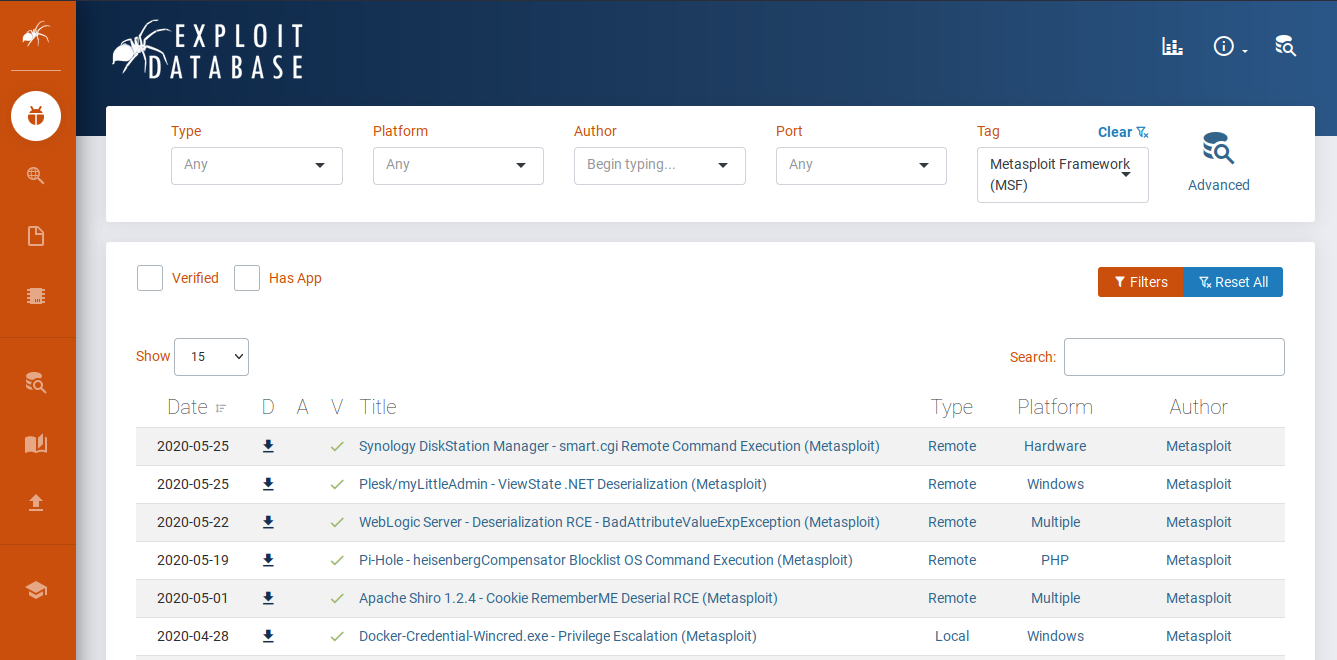 EXPLOIT
DATABASE
Type Platform Author Port Tag Clear
Any Any Begin typing... Any Metasploit Framework (MSF) Advanced
Verified Has App Filters Reset All
Show 15 Search:
Date D A V Title Type Platform Author
2020-05-25 Synology DiskStation Manager - smart.cgi Remote Command Execution (Metasploit) Remote Hardware Metasploit
2020-05-25 Plesk/myLittleAdmin - ViewState .NET Deserialization (Metasploit) Remote Windows Metasploit
2020-05-22 WebLogic Server - Deserialization RCE - BadAttributeValueExpException (Metasploit) Remote Multiple Metasploit
2020-05-19 Pi-Hole - heisenbergCompensator Blocklist OS Command Execution (Metasploit) Remote PHP Metasploit
2020-05-01 Apache Shiro 1.2.4 - Cookie RememberME Deserial RCE (Metasploit) Remote Multiple Metasploit
2020-04-28 Docker-Credential-Wincred.exe - Privilege Escalation (Metasploit) Local Windows Metasploit